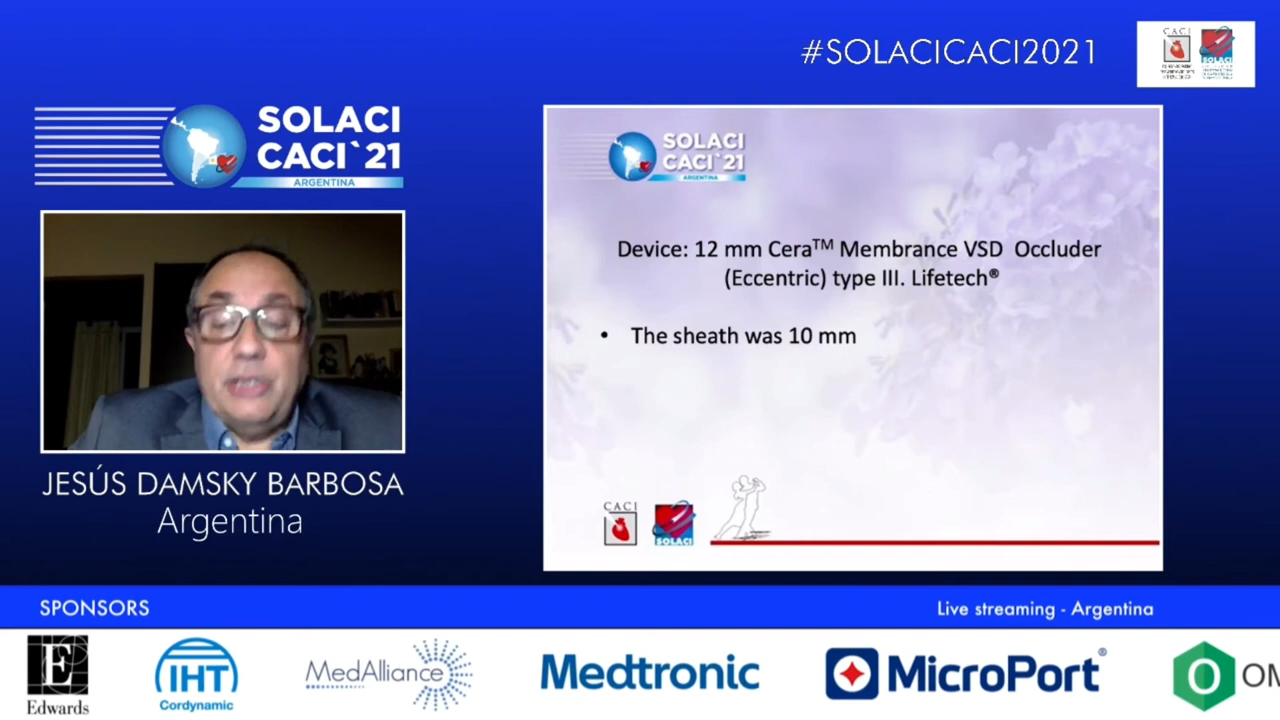 #SOLACICACI2021
CACI
SOLACI
SOLACI
CACI`21
ARGENTINA
SOLACI
CACI`21
ARGENTINA
Device: 12 mm Cera™ Membrance VSD Occluder
(Eccentric) type III. Lifetech®
• The sheath was 10 mm
CACI
SOLACI
JESÚS DAMSKY BARBOSA
Argentina
SPONSORS
Live streaming - Argentina
E
Edwards
IHT
Cordynamic
MedAlliance
Medtronic
MicroPort®